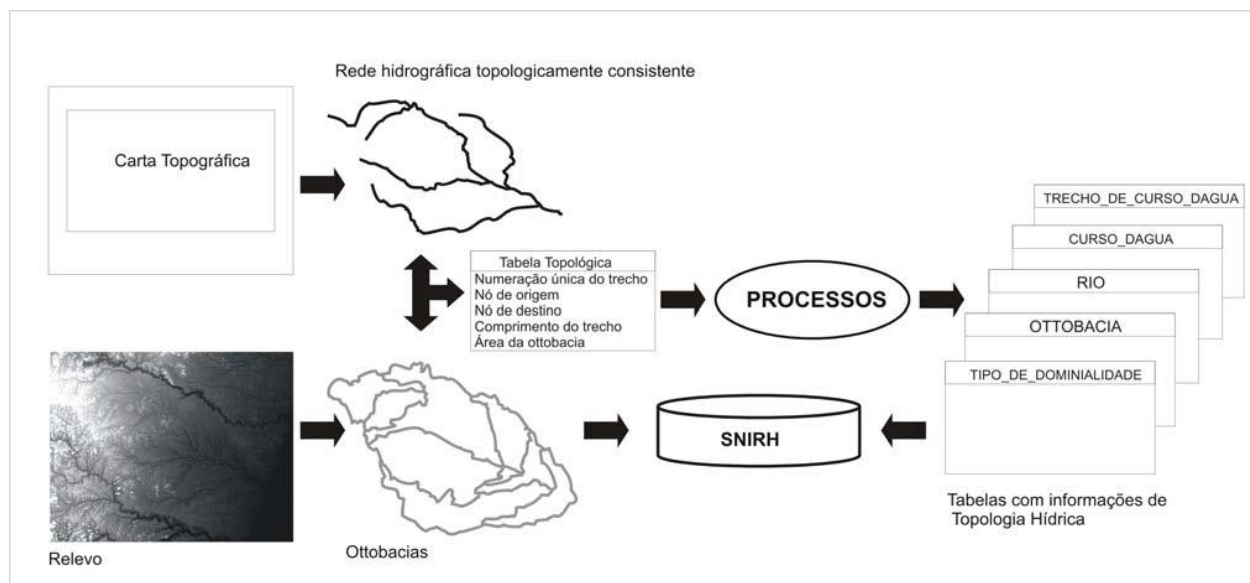 Rede hidrográfica topologicamente consistente
Carta Topográfica
Tabela Topológica
Numeração única do trecho
Nó de origem
Nó de destino
Comprimento do trecho
Área da ottobacia
PROCESSOS
TRECHO_DE_CURSO_DAGUA
CURSO_DAGUA
RIO
OTTOBACIA
TIPO_DE_DOMINIALIDADE
SNIRH
Tabelas com informações de
Topologia Hídrica
Relevo
Ottobacias